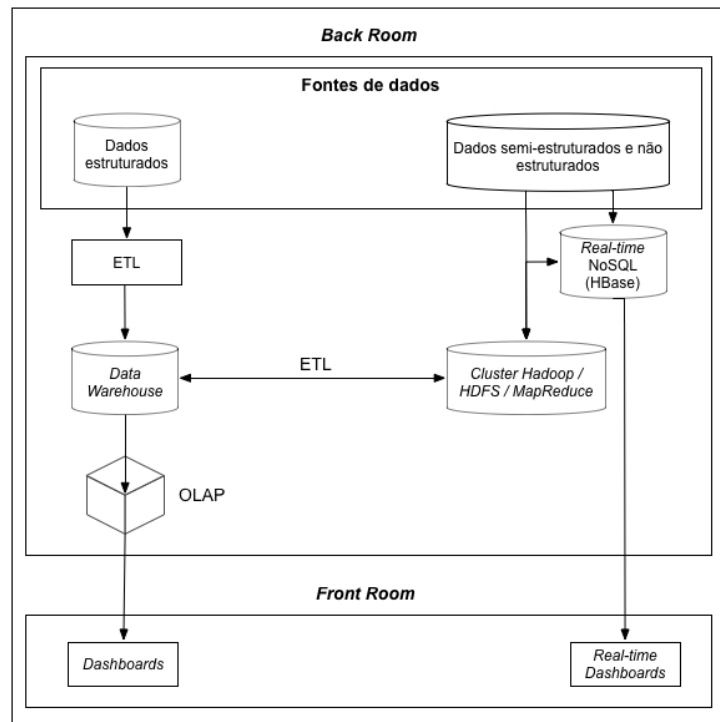 Back Room
Fontes de dados
Dados
estruturados
Dados semi-estruturados e não
estruturados
ETL
Real-time
NoSQL
(HBase)
Data
Warehouse
ETL
Cluster Hadoop /
HDFS / MapReduce
OLAP
Front Room
Dashboards
Real-time
Dashboards